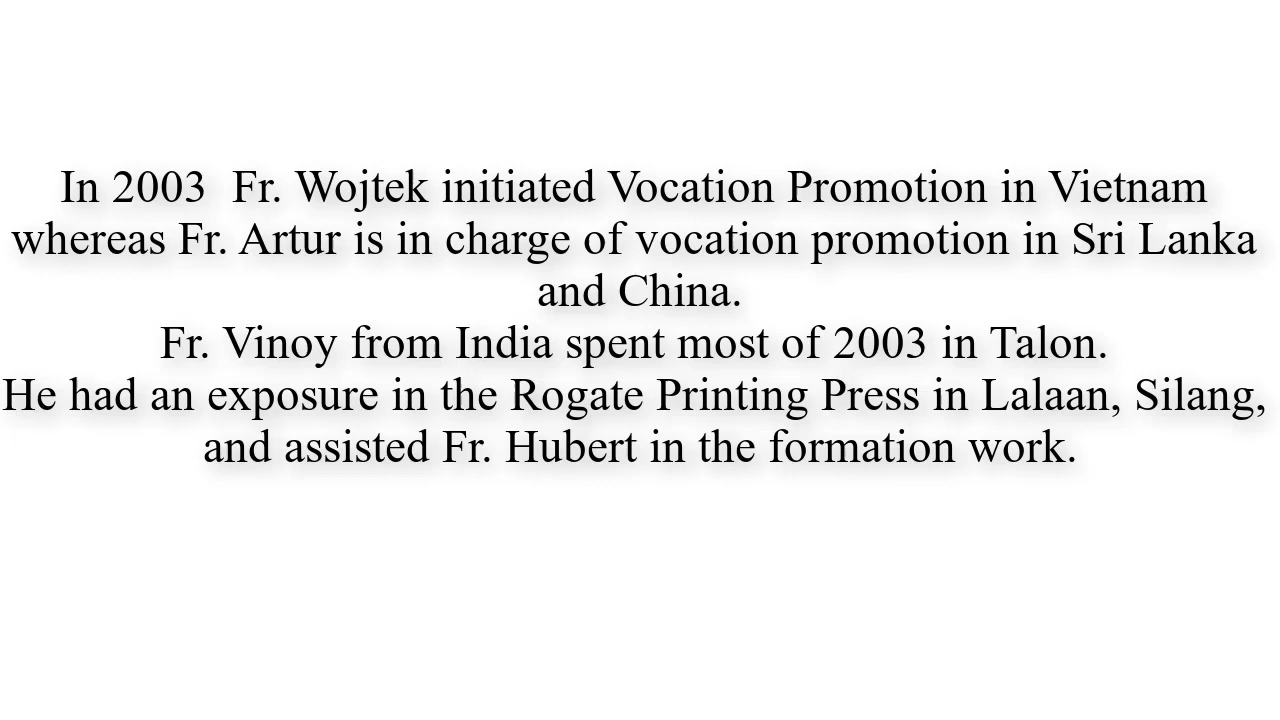 In 2003  Fr. Wojtek initiated Vocation Promotion in Vietnam
whereas Fr. Artur is in charge of vocation promotion in Sri Lanka
and China.
Fr. Vinoy from India spent most of 2003 in Talon.
He had an exposure in the Rogate Printing Press in Lalaan, Silang,
and assisted Fr. Hubert in the formation work.